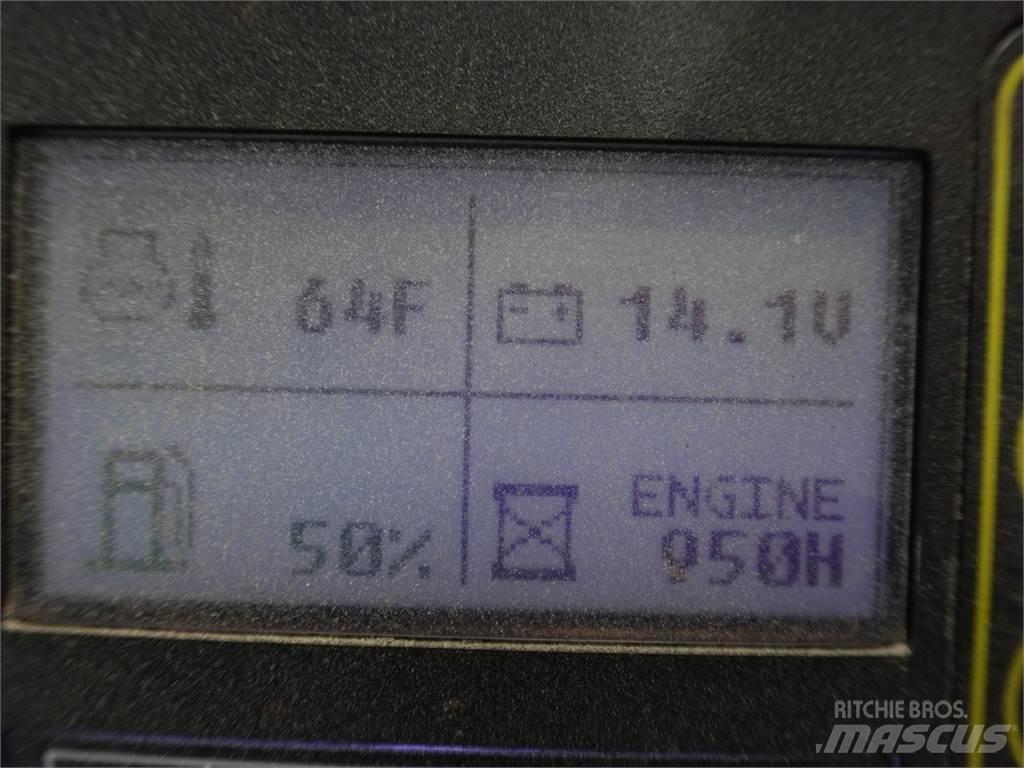 64F
14.1V
50%
ENGINE
950H
RITCHIE BROS.
MASCUS